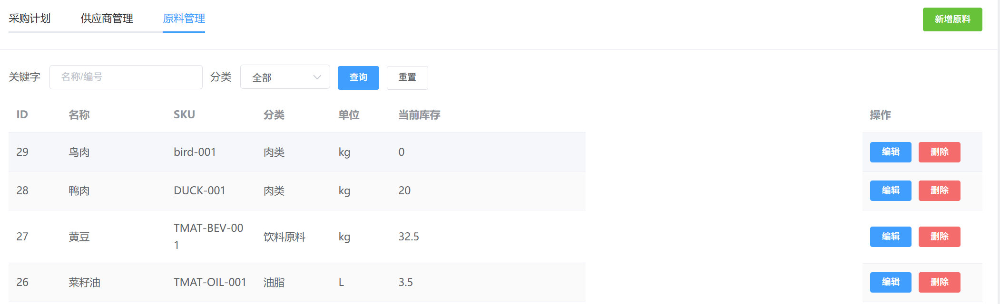 采购计划 供应商管理 原料管理 新增原料
关键字 名称/编号 分类 全部 查询 重置
ID 名称 SKU 分类 单位 当前库存 操作
29 鸟肉 bird-001 肉类 kg 0 编辑 删除
28 鸭肉 DUCK-001 肉类 kg 20 编辑 删除
27 黄豆 TMAT-BEV-00
1 饮料原料 kg 32.5 编辑 删除
26 菜籽油 TMAT-OIL-001 油脂 L 3.5 编辑 删除